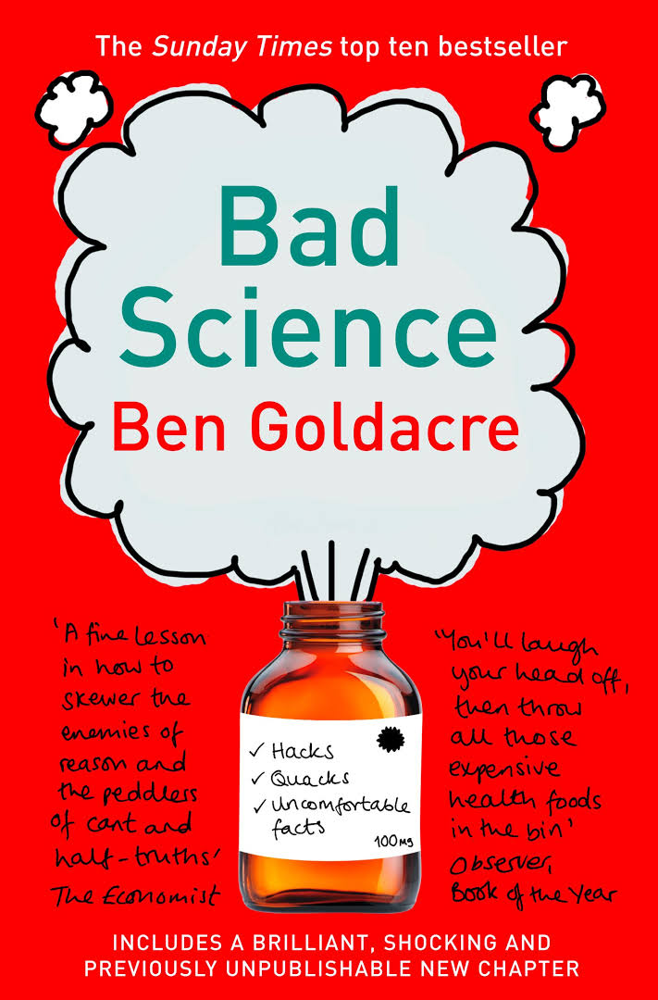 The Sunday Times top ten bestseller
Bad
Science
Ben Goldacre
'A fine lesson
in how to
skewer the
enemies of
reason and
the peddlers
of cant and
half-truths'
The Economist
✓ Hacks
✓ Quacks
✓ Uncomfortable
facts
100mg
'You'll laugh
your head off,
then throw
all those
expensive
health foods
in the bin'
Observer,
Book of the Year
INCLUDES A BRILLIANT, SHOCKING AND
PREVIOUSLY UNPUBLISHABLE NEW CHAPTER